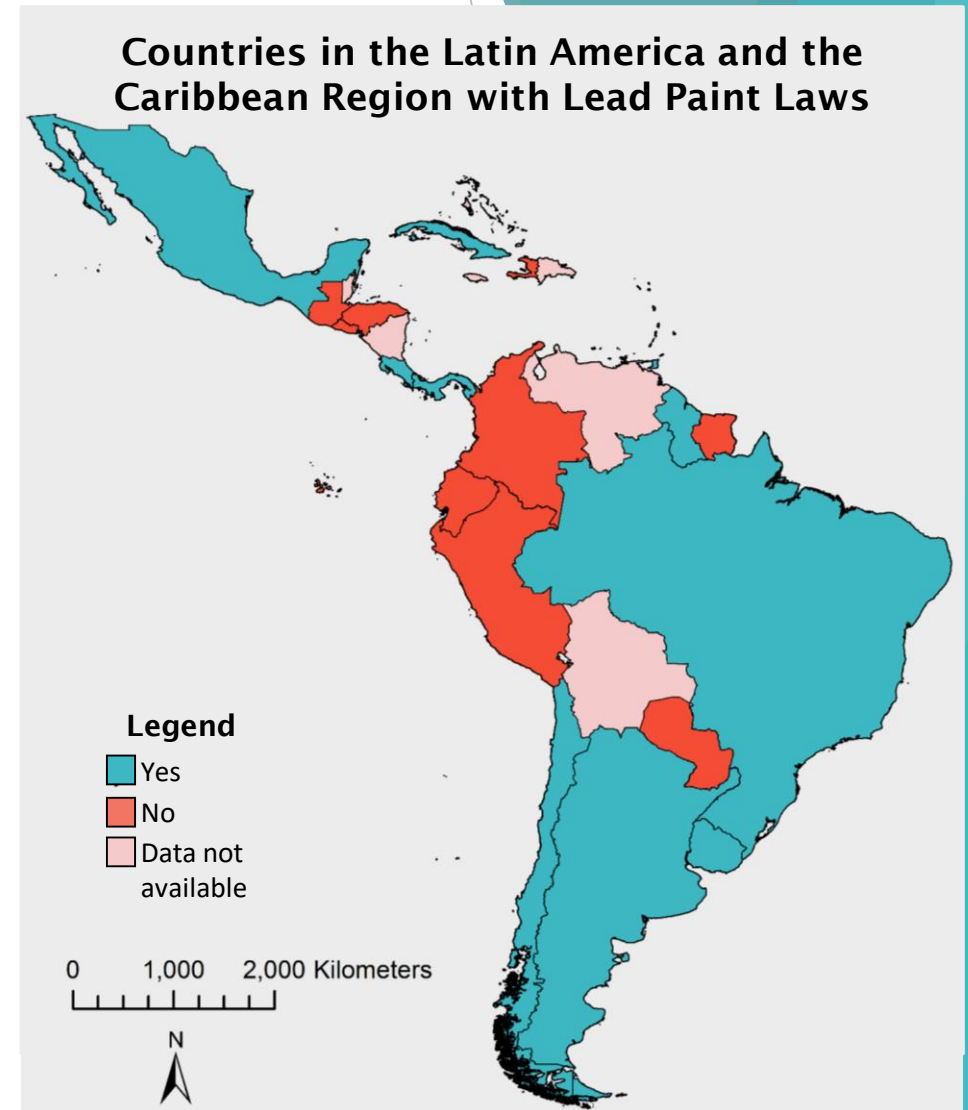 Countries in the Latin America and the
Caribbean Region with Lead Paint Laws
Legend
Yes
No
Data not
available
0 1,000 2,000 Kilometers
N